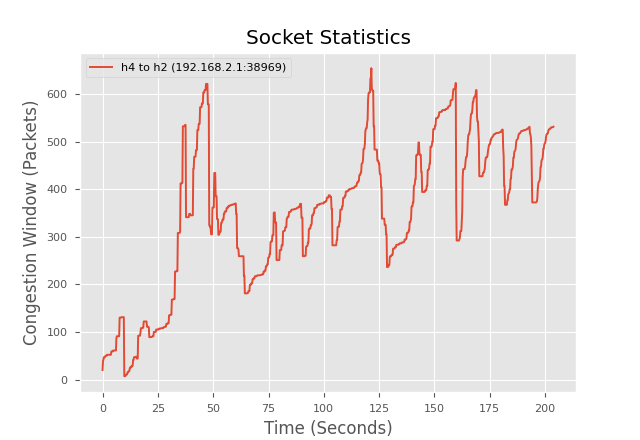 Socket Statistics
h4 to h2 (192.168.2.1:38969)
Congestion Window (Packets)
600
500
400
300
200
100
0
0 25 50 75 100 125 150 175 200
Time (Seconds)